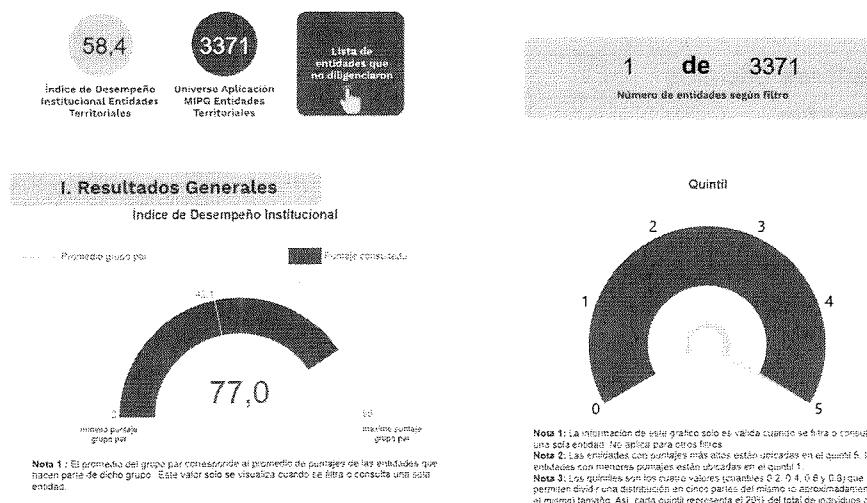 58,4
Índice de Desempeño
Institucional Entidades
Territoriales
3371
Universo Aplicación
MIPG Entidades
Territoriales
Lista de
entidades que
no diligenciaron
1 de 3371
Número de entidades según filtro
I. Resultados Generales
Índice de Desempeño Institucional
Promedio grupo par
Puntaje consultado
77,0
mínimo puntaje
grupo par
máximo puntaje
grupo par
Nota 1 : El promedio del grupo par corresponde al promedio de puntajes de las entidades que
hacen parte de dicho grupo. Este valor solo se visualiza cuando se filtra o consulta una sola
entidad.
Quintil
0
1
2
3
4
5
Nota 1: La información de este gráfico solo es válida cuando se filtra o consul
una sola entidad. No aplica para otros filtros
Nota 2: Las entidades con puntajes más altos están ubicadas en el quintil 5, l
entidades con menores puntajes están ubicadas en el quintil 1.
Nota 3: Los quintiles son los cuatro valores (cuantiles 0.2, 0.4, 0.6 y 0.8) que
permiten dividir una distribución en cinco partes del mismo (o aproximadamen
el mismo) tamaño. Así, cada quintil representa el 20% del total de individuos